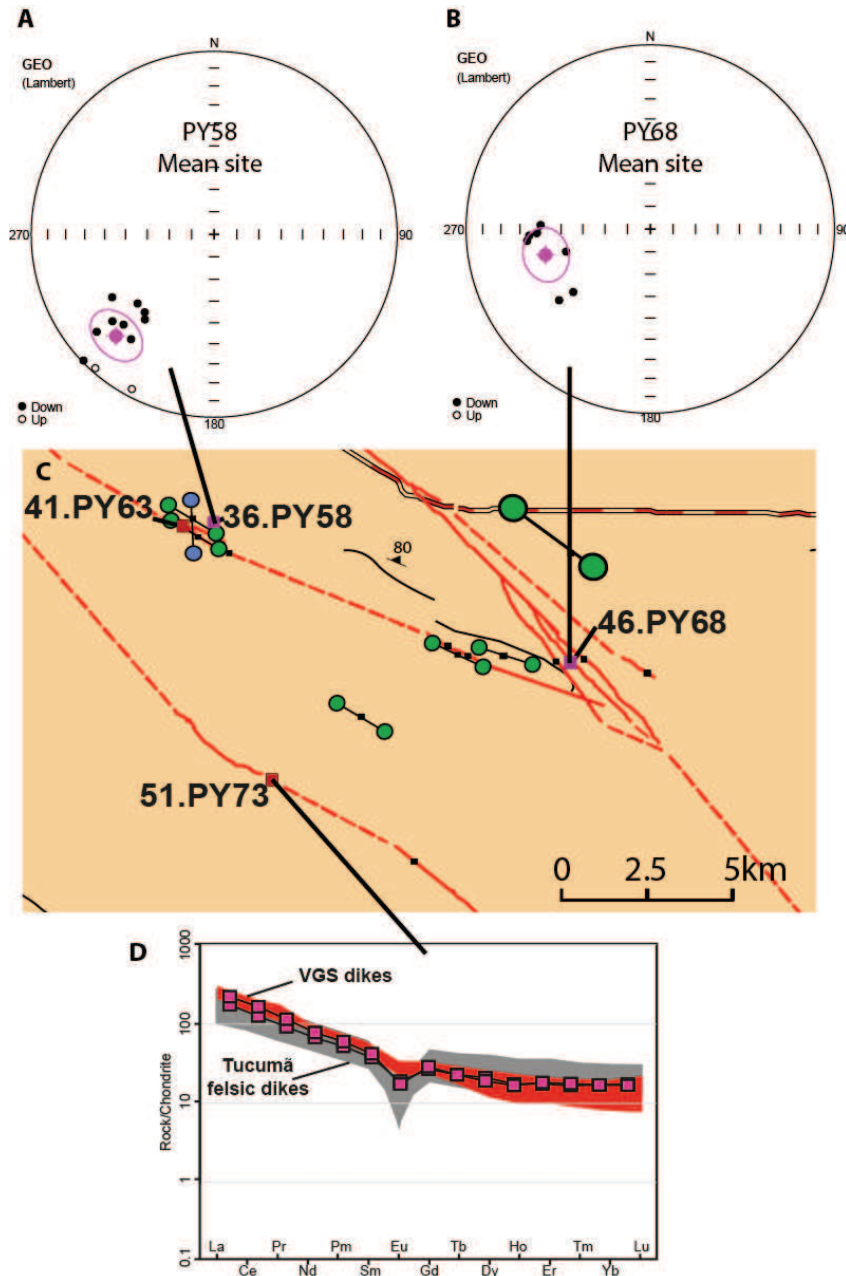 A
N
GEO
(Lambert)
PY58
Mean site
270
90
Down
Up
180
B
N
GEO
(Lambert)
PY68
Mean site
270
90
Down
Up
180
C
41.PY63
36.PY58
80
46.PY68
51.PY73
0 2.5 5km
D
1000
100
10
1
0.1
Rock/Chondrite
VGS dikes
Tucumã
felsic dikes
La Pr Pm Eu Tb Ho Tm Lu
Ce Nd Sm Gd Dy Er Yb